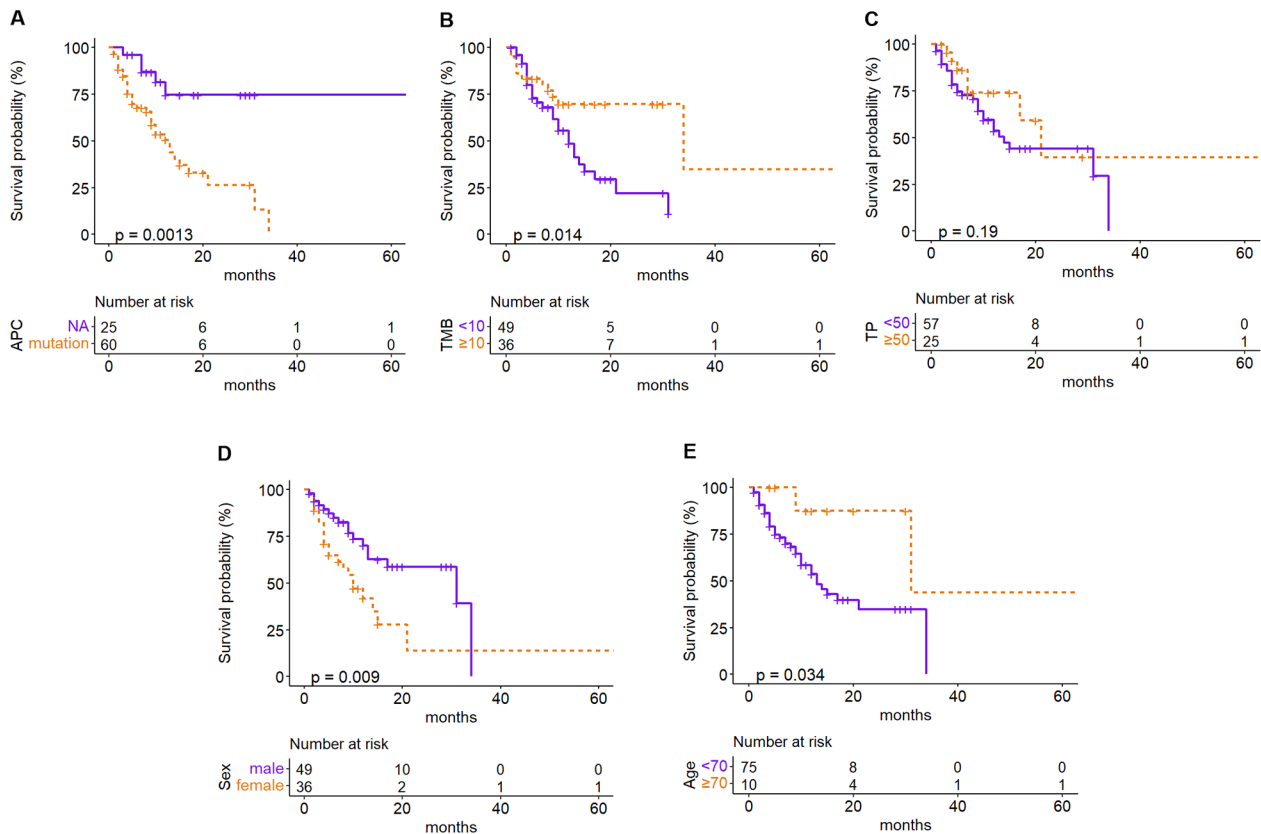 A
Survival probability (%)
100
75
50
25
0
p = 0.0013
0 20 40 60
months
Number at risk
APC
NA 25 6 1 1
mutation 60 6 0 0
0 20 40 60
months
B
Survival probability (%)
100
75
50
25
0
p = 0.014
0 20 40 60
months
Number at risk
TMB
<10 49 5 0 0
≥10 36 7 1 1
0 20 40 60
months
C
Survival probability (%)
100
75
50
25
0
p = 0.19
0 20 40 60
months
Number at risk
TP
<50 57 8 0 0
≥50 25 4 1 1
0 20 40 60
months
D
Survival probability (%)
100
75
50
25
0
p = 0.009
0 20 40 60
months
Number at risk
Sex
male 49 10 0 0
female 36 2 1 1
0 20 40 60
months
E
Survival probability (%)
100
75
50
25
0
p = 0.034
0 20 40 60
months
Number at risk
Age
<70 75 8 0 0
≥70 10 4 1 1
0 20 40 60
months